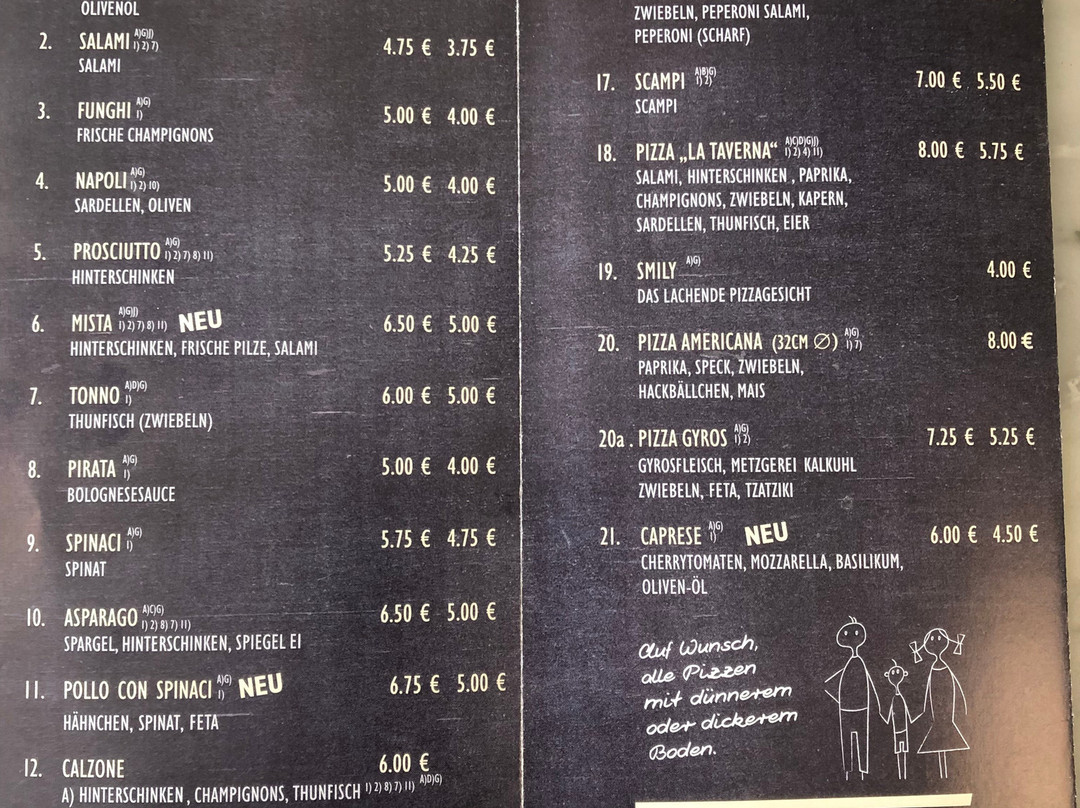 OLIVENÖL
2. SALAMI A)G)J) 1) 2) 7) 4.75 € 3.75 €
SALAMI
3. FUNGHI A)G) 1) 5.00 € 4.00 €
FRISCHE CHAMPIGNONS
4. NAPOLI A)G) 1) 2) 10) 5.00 € 4.00 €
SARDELLEN, OLIVEN
5. PROSCIUTTO A)G) 1) 2) 7) 8) 11) 5.25 € 4.25 €
HINTERSCHINKEN
6. MISTA A)G)J) 1) 2) 7) 8) 11) NEU 6.50 € 5.00 €
HINTERSCHINKEN, FRISCHE PILZE, SALAMI
7. TONNO A)D)G) 1) 6.00 € 5.00 €
THUNFISCH (ZWIEBELN)
8. PIRATA A)G) 1) 5.00 € 4.00 €
BOLOGNESESAUCE
9. SPINACI A)G) 1) 5.75 € 4.75 €
SPINAT
10. ASPARAGO A)C)G) 1) 2) 8) 7) 11) 6.50 € 5.00 €
SPARGEL, HINTERSCHINKEN, SPIEGEL EI
11. POLLO CON SPINACI A)G) 1) NEU 6.75 € 5.00 €
HÄHNCHEN, SPINAT, FETA
12. CALZONE 6.00 €
A) HINTERSCHINKEN , CHAMPIGNONS, THUNFISCH 1) 2) 8) 7) 11) A)D)G)
ZWIEBELN, PEPERONI SALAMI,
PEPERONI (SCHARF)
17. SCAMPI A)B)G) 1) 2) 7.00 € 5.50 €
SCAMPI
18. PIZZA „LA TAVERNA“ A)C)D)G)J) 1) 2) 4) 11) 8.00 € 5.75 €
SALAMI, HINTERSCHINKEN , PAPRIKA,
CHAMPIGNONS, ZWIEBELN, KAPERN,
SARDELLEN, THUNFISCH, EIER
19. SMILY A)G) 4.00 €
DAS LACHENDE PIZZAGESICHT
20. PIZZA AMERICANA (32CM Ø) A)G) 1) 7) 8.00 €
PAPRIKA, SPECK, ZWIEBELN,
HACKBÄLLCHEN, MAIS
20a . PIZZA GYROS A)G) 1) 2) 7.25 € 5.25 €
GYROSFLEISCH, METZGEREI KALKUHL
ZWIEBELN, FETA, TZATZIKI
21. CAPRESE A)G) 1) NEU 6.00 € 4.50 €
CHERRYTOMATEN, MOZZARELLA, BASILIKUM,
OLIVEN-ÖL
Auf Wunsch,
alle Pizzen
mit dünnerem
oder dickerem
Boden.